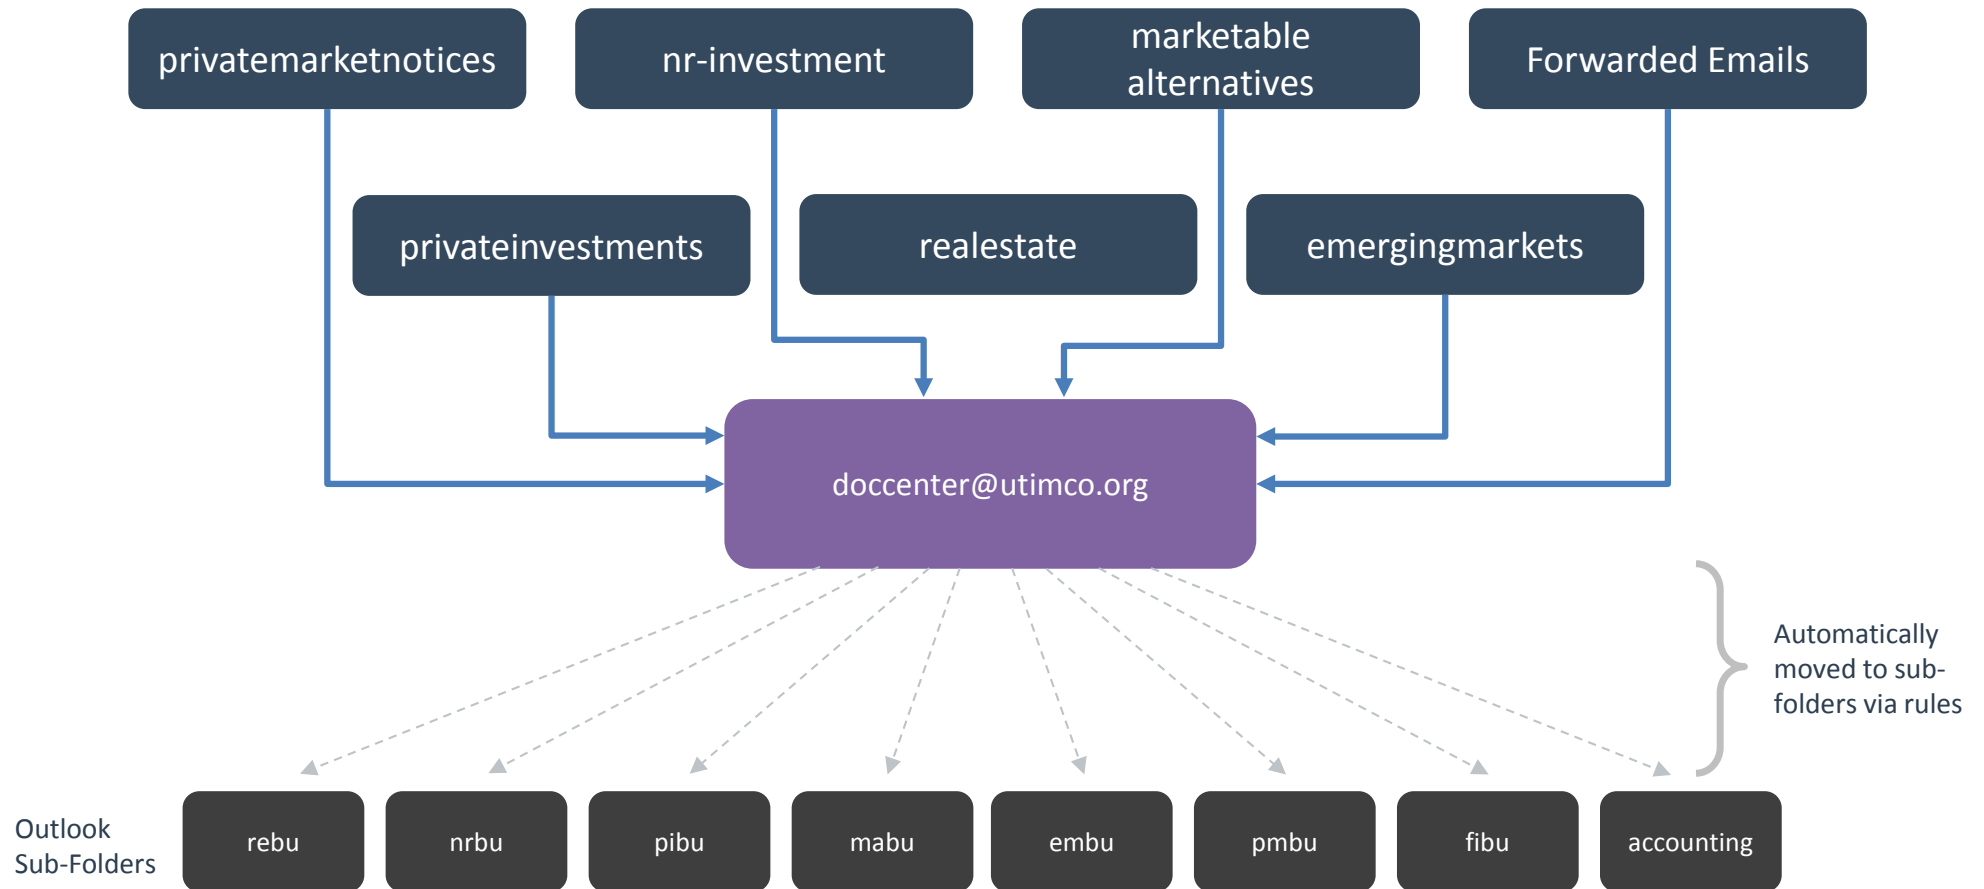 privatemarketnotices
nr-investment
marketable
alternatives
Forwarded Emails
privateinvestments
realestate
emergingmarkets
doccenter@utimco.org
Automatically
moved to sub-
folders via rules
Outlook
Sub-Folders
rebu
nrbu
pibu
mabu
embu
pmbu
fibu
accounting